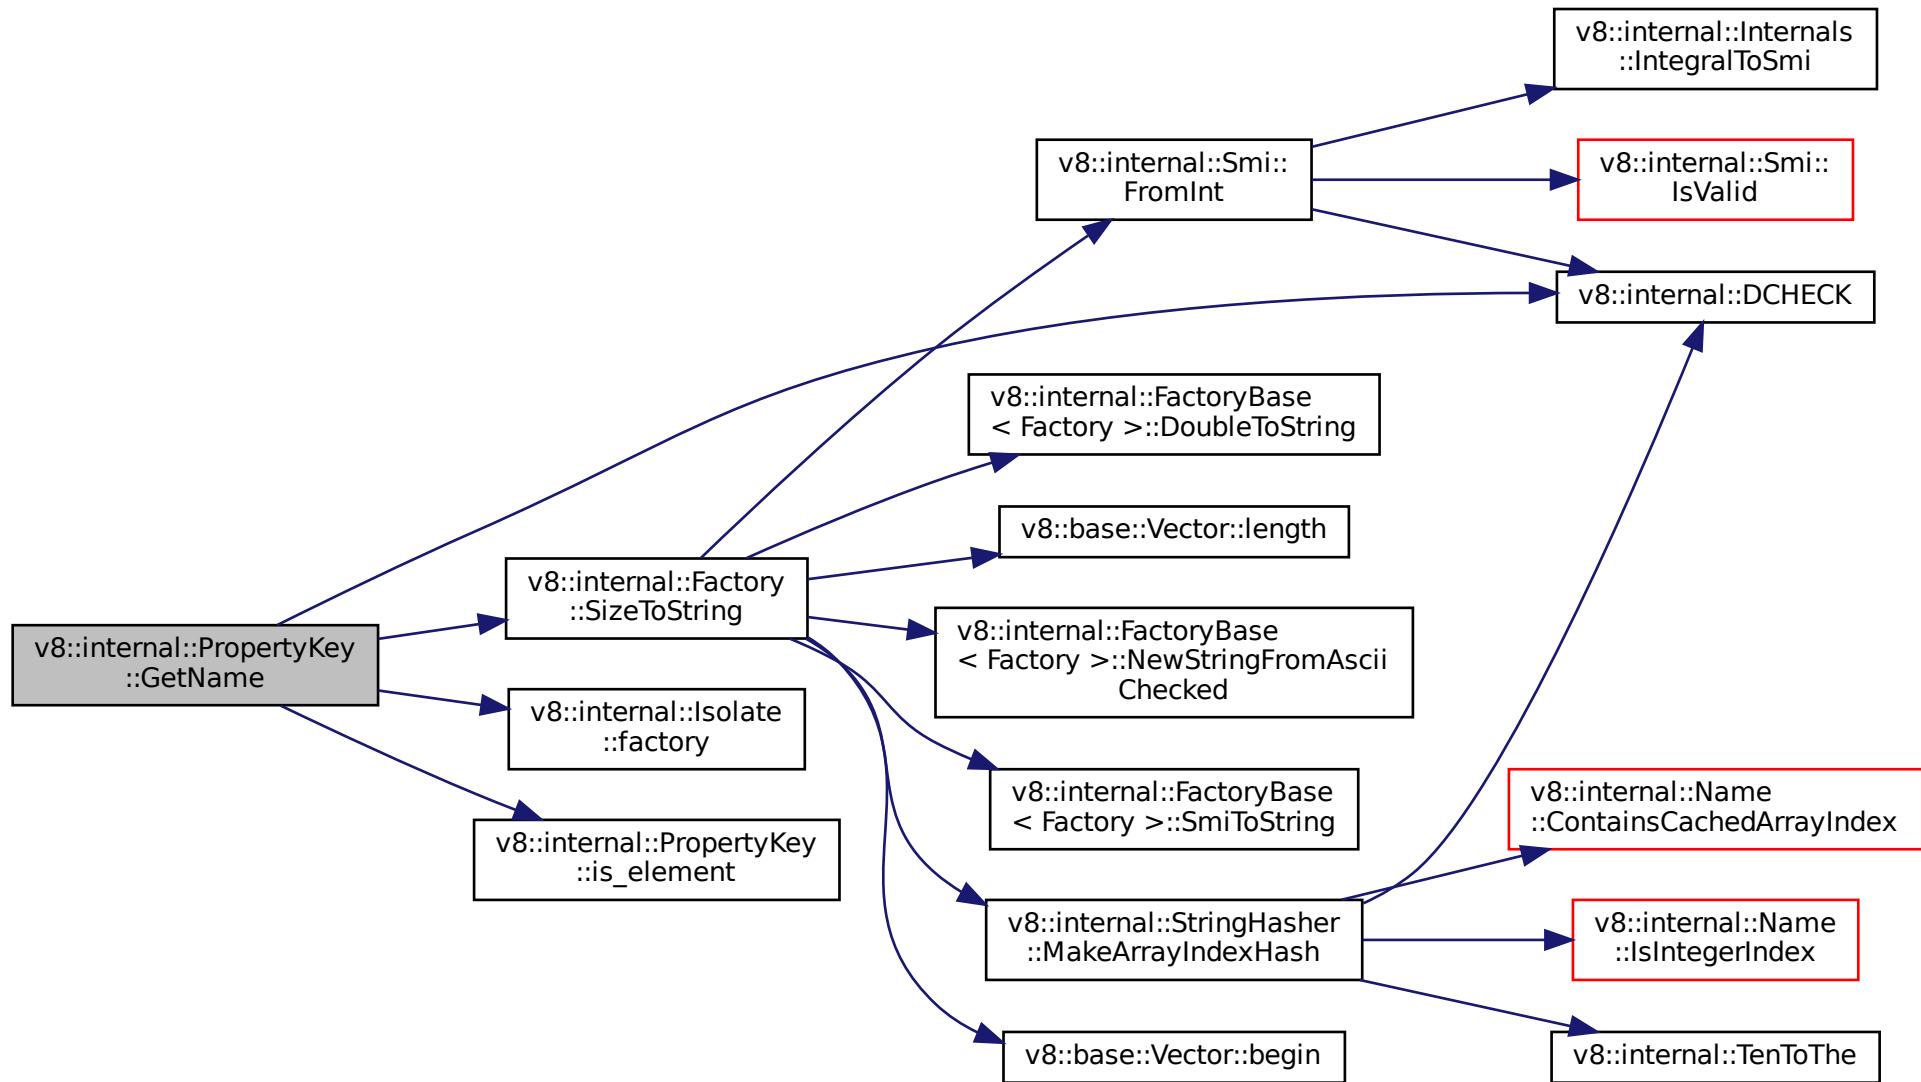 v8::internal::Internals
::IntegralToSmi
v8::internal::Smi::
FromInt
v8::internal::Smi::
IsValid
v8::internal::DCHECK
v8::internal::FactoryBase
< Factory >::DoubleToString
v8::base::Vector::length
v8::internal::Factory
::SizeToString
v8::internal::FactoryBase
< Factory >::NewStringFromAscii
Checked
v8::internal::PropertyKey
::GetName
v8::internal::Isolate
::factory
v8::internal::FactoryBase
< Factory >::SmiToString
v8::internal::Name
::ContainsCachedArrayIndex
v8::internal::PropertyKey
::is_element
v8::internal::StringHasher
::MakeArrayIndexHash
v8::internal::Name
::IsIntegerIndex
v8::base::Vector::begin
v8::internal::TenToThe